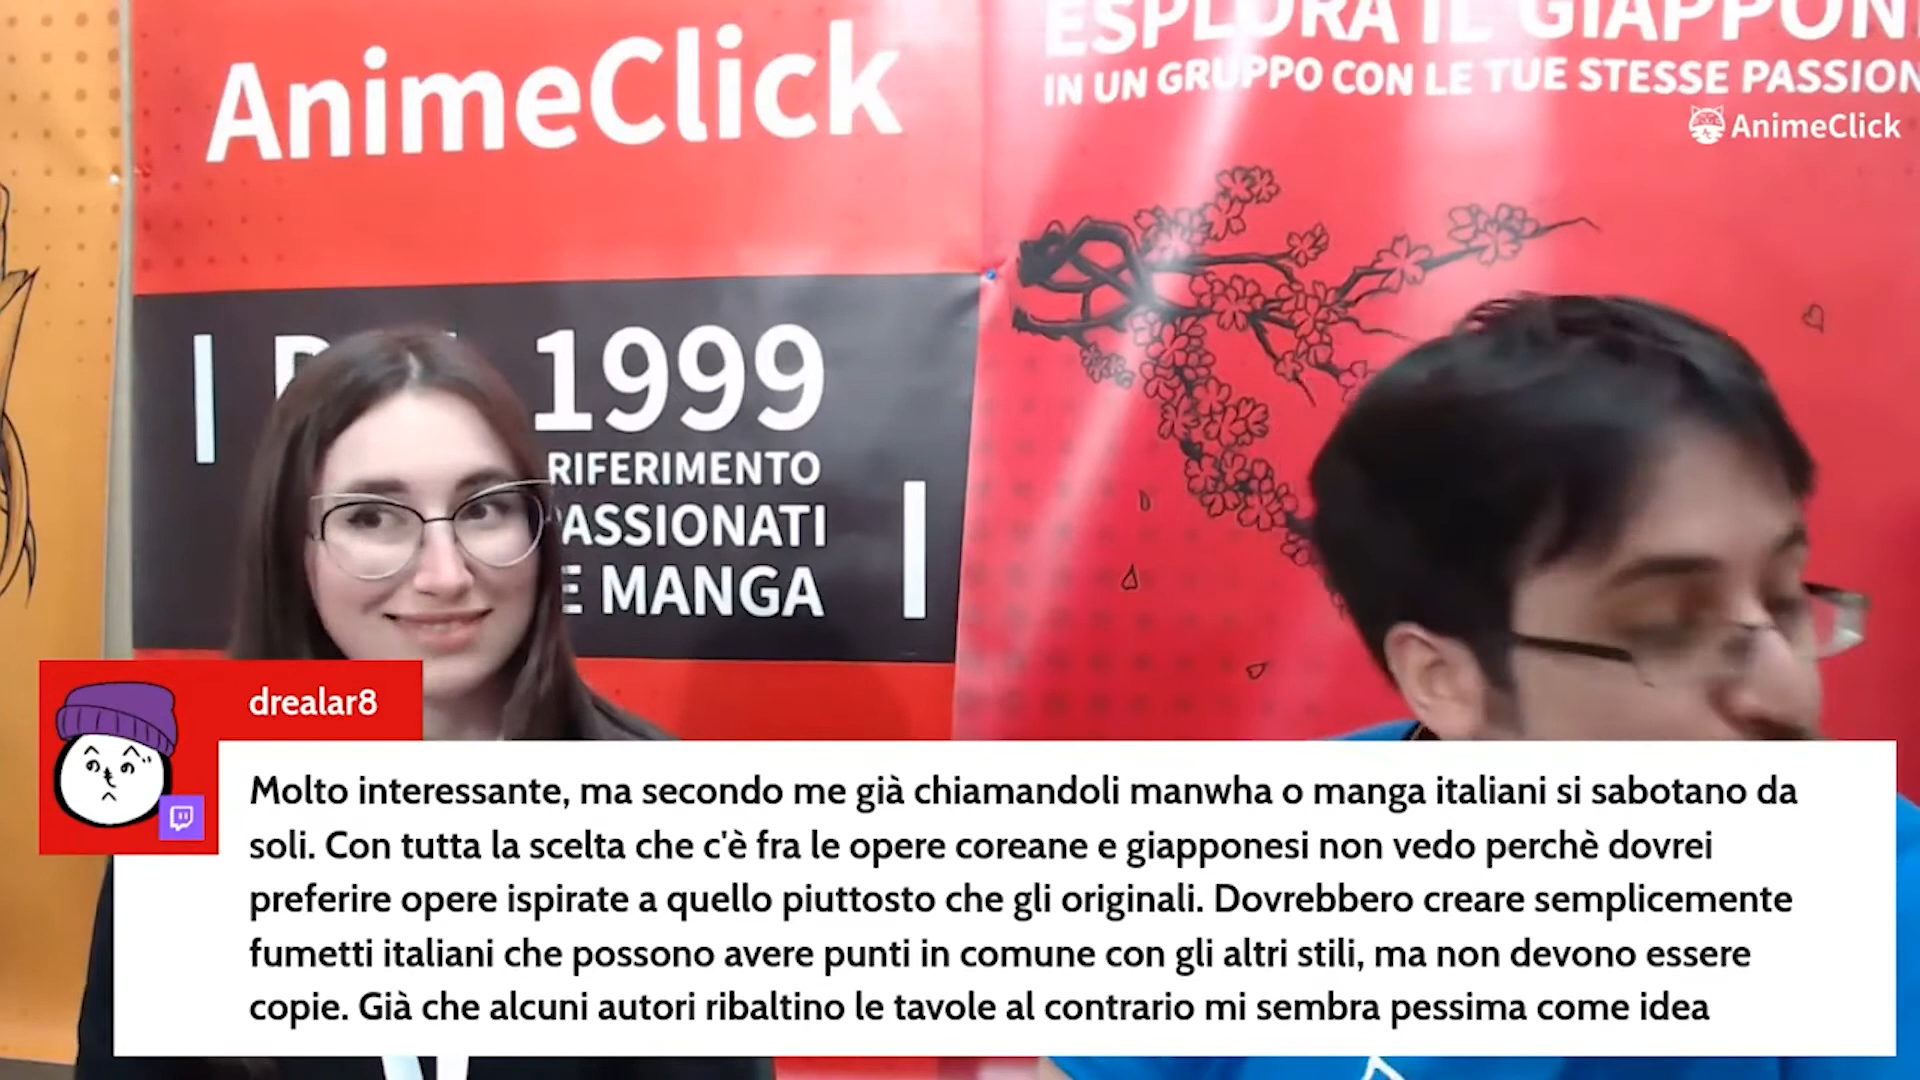 AnimeClick
ESPLORA IL GIAPPON
IN UN GRUPPO CON LE TUE STESSE PASSION
AnimeClick
1999
RIFERIMENTO
PASSIONATI
E MANGA
drealar8
Molto interessante, ma secondo me già chiamandoli manwha o manga italiani si sabotano da
soli. Con tutta la scelta che c'è fra le opere coreane e giapponesi non vedo perchè dovrei
preferire opere ispirate a quello piuttosto che gli originali. Dovrebbero creare semplicemente
fumetti italiani che possono avere punti in comune con gli altri stili, ma non devono essere
copie. Già che alcuni autori ribaltino le tavole al contrario mi sembra pessima come idea